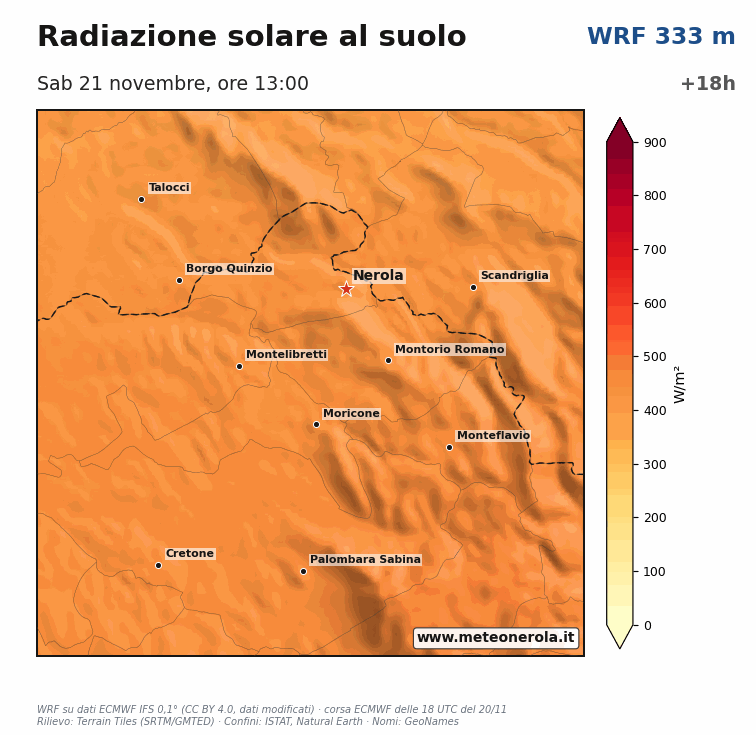 Radiazione solare al suolo
WRF 333 m
Sab 21 novembre, ore 13:00
+18h
Talocci
Borgo Quinzio
Nerola
Scandriglia
Montelibretti
Montorio Romano
Moricone
Monteflavio
Cretone
Palombara Sabina
www.meteonerola.it
900
800
700
600
500
400
300
200
100
0
W/m²
WRF su dati ECMWF IFS 0,1° (CC BY 4.0, dati modificati) · corsa ECMWF delle 18 UTC del 20/11
Rilievo: Terrain Tiles (SRTM/GMTED) · Confini: ISTAT, Natural Earth · Nomi: GeoNames